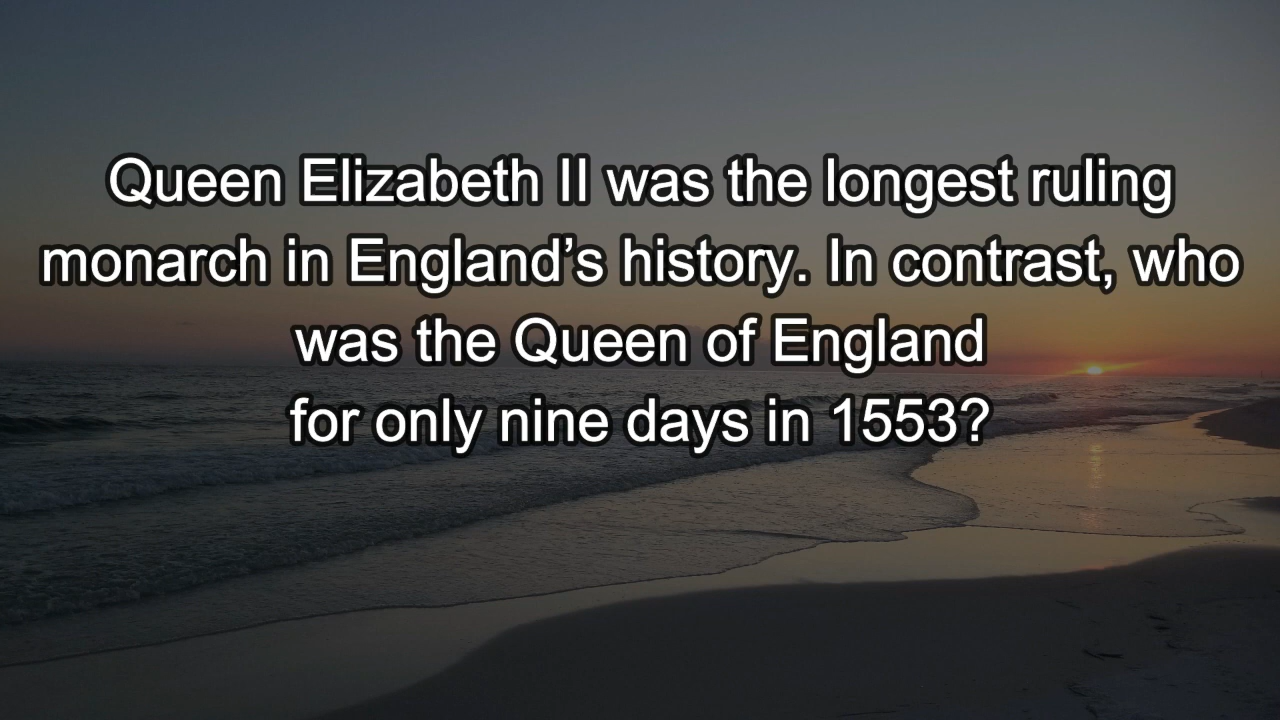 Queen Elizabeth II was the longest ruling
monarch in England’s history. In contrast, who
was the Queen of England
for only nine days in 1553?